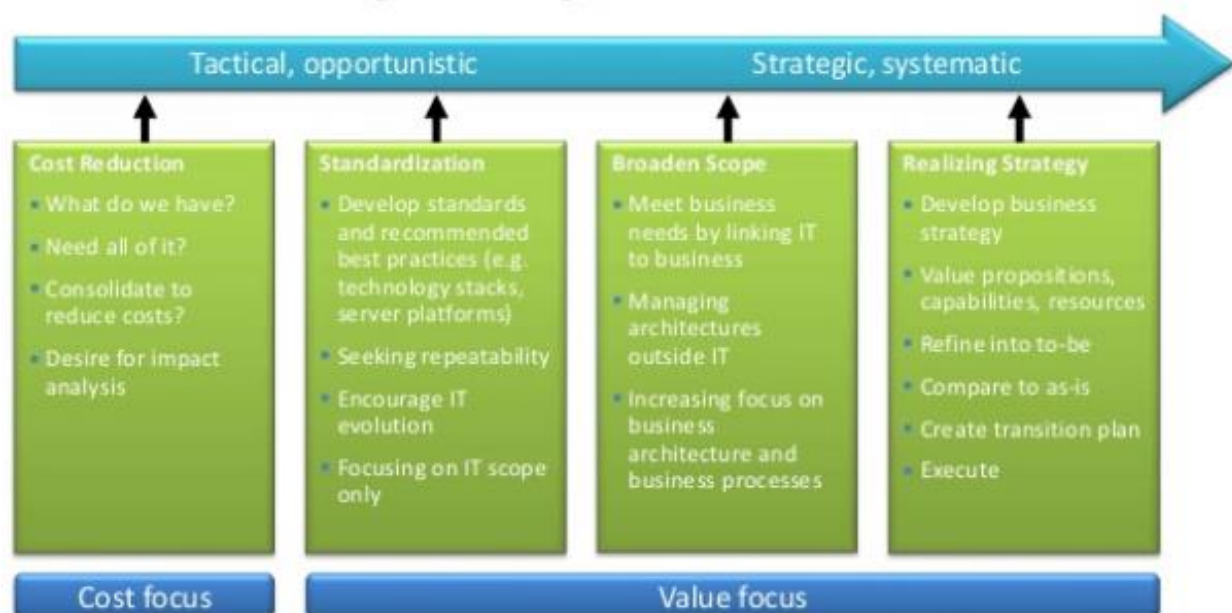 Tactical, opportunistic
Strategic, systematic
Cost Reduction
• What do we have?
• Need all of it?
• Consolidate to
reduce costs?
• Desire for impact
analysis
Standardization
• Develop standards
and recommended
best practices (e.g.
technology stacks,
server platforms)
• Seeking repeatability
• Encourage IT
evolution
• Focusing on IT scope
only
Broaden Scope
• Meet business
needs by linking IT
to business
• Managing
architectures
outside IT
• Increasing focus on
business
architecture and
business processes
Realizing Strategy
• Develop business
strategy
• Value propositions,
capabilities, resources
• Refine into to-be
• Compare to as-is
• Create transition plan
• Execute
Cost focus
Value focus